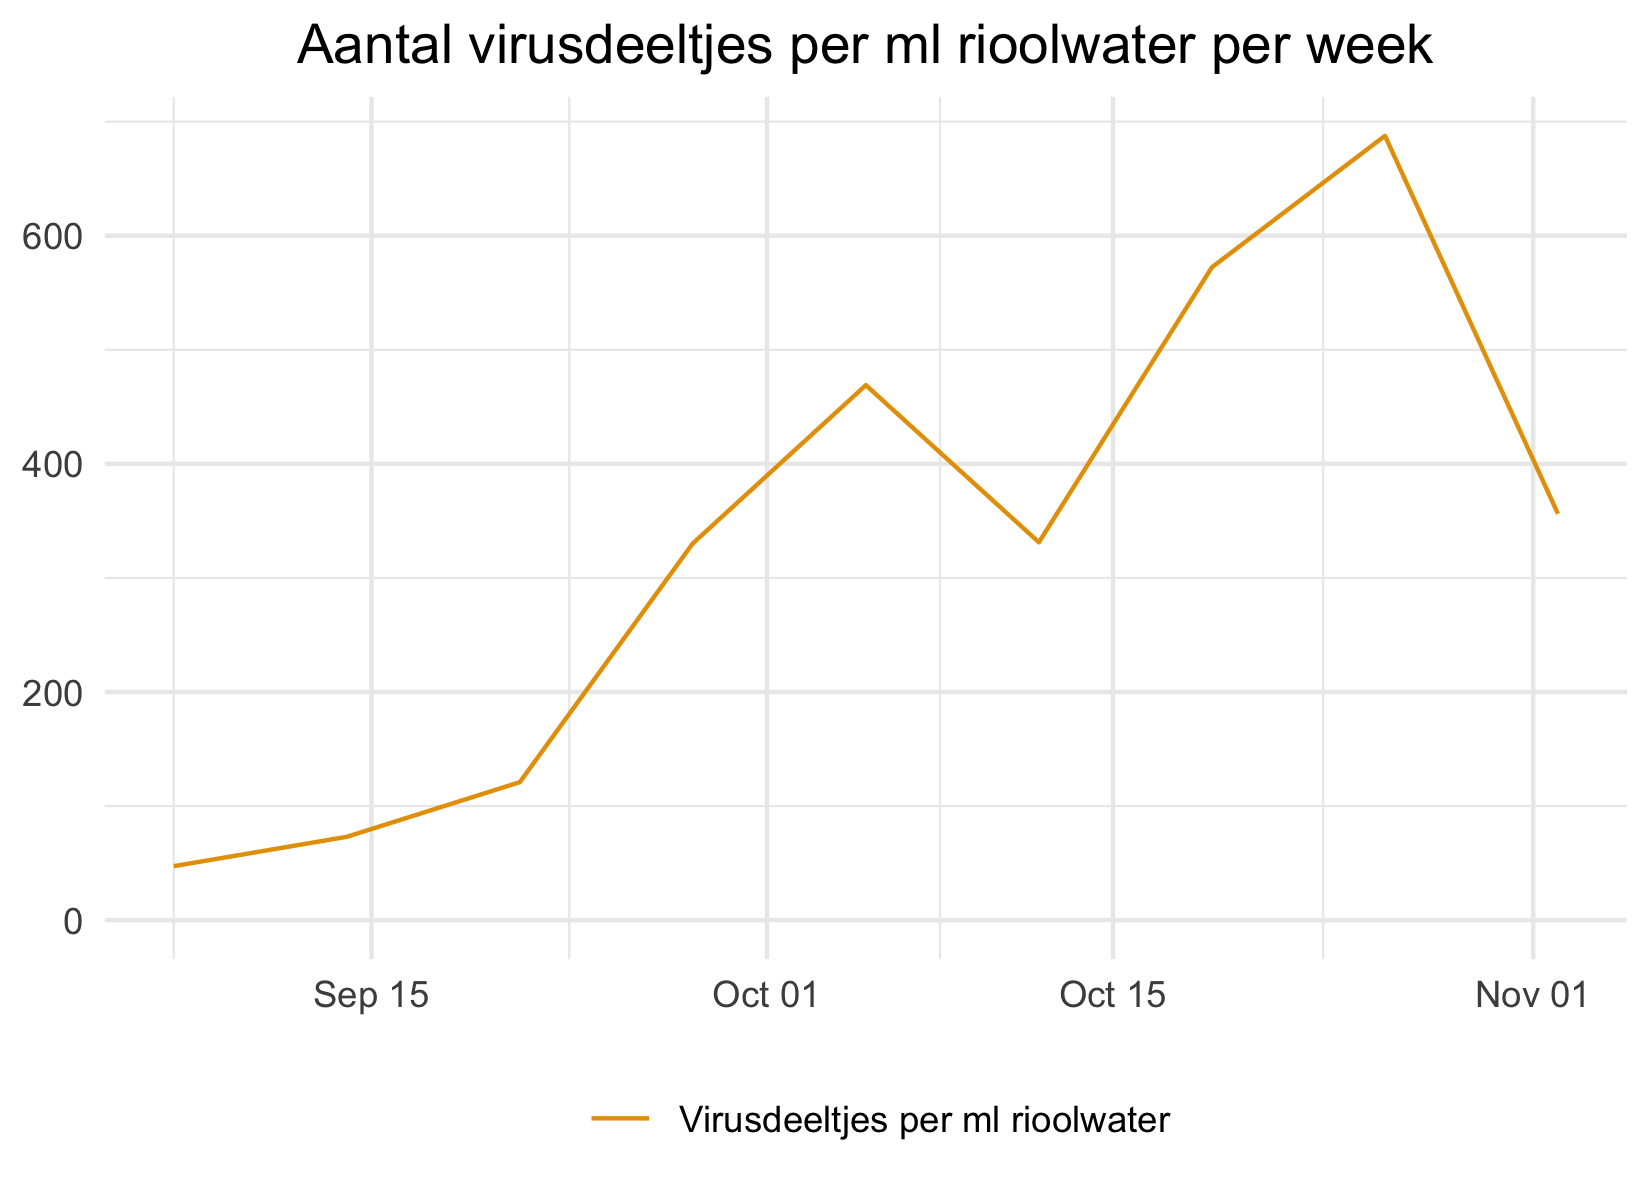 Aantal virusdeeltjes per ml rioolwater per week
600
400
200
0
Sep 15 Oct 01 Oct 15 Nov 01
Virusdeeltjes per ml rioolwater